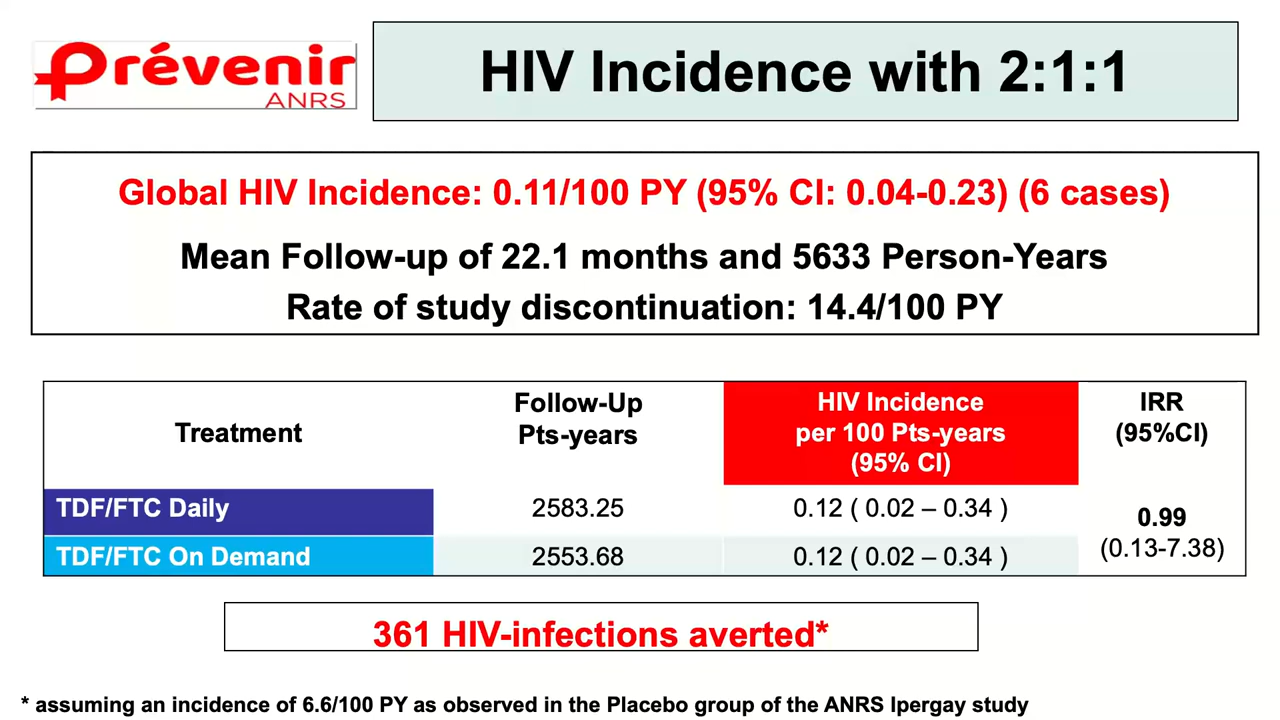 Prévenir
ANRS
HIV Incidence with 2:1:1
Global HIV Incidence: 0.11/100 PY (95% CI: 0.04-0.23) (6 cases)
Mean Follow-up of 22.1 months and 5633 Person-Years
Rate of study discontinuation: 14.4/100 PY
Treatment
Follow-Up
Pts-years
HIV Incidence
per 100 Pts-years
(95% CI)
IRR
(95%CI)
TDF/FTC Daily
2583.25
0.12 ( 0.02 – 0.34 )
TDF/FTC On Demand
2553.68
0.12 ( 0.02 – 0.34 )
0.99
(0.13-7.38)
361 HIV-infections averted*
* assuming an incidence of 6.6/100 PY as observed in the Placebo group of the ANRS Ipergay study